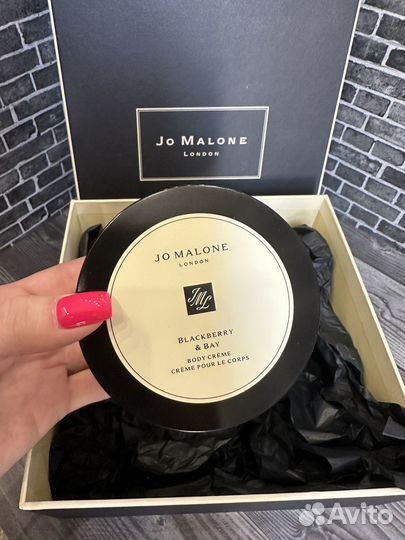 JO MALONE
LONDON
JO MALONE
LONDON
JML
BLACKBERRY
& BAY
BODY CRÈME
CRÈME POUR LE CORPS
Avito